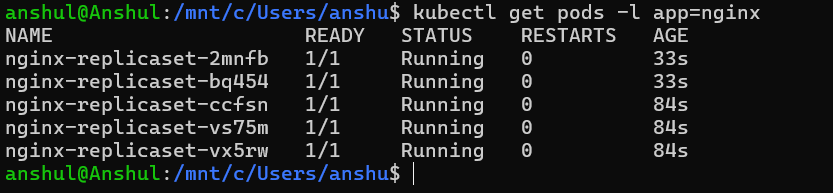 anshul@Anshul:/mnt/c/Users/anshu$ kubectl get pods -l app=nginx
NAME                     READY   STATUS    RESTARTS   AGE
nginx-replicaset-2mnfb   1/1     Running   0          33s
nginx-replicaset-bq454   1/1     Running   0          33s
nginx-replicaset-ccfsn   1/1     Running   0          84s
nginx-replicaset-vs75m   1/1     Running   0          84s
nginx-replicaset-vx5rw   1/1     Running   0          84s
anshul@Anshul:/mnt/c/Users/anshu$